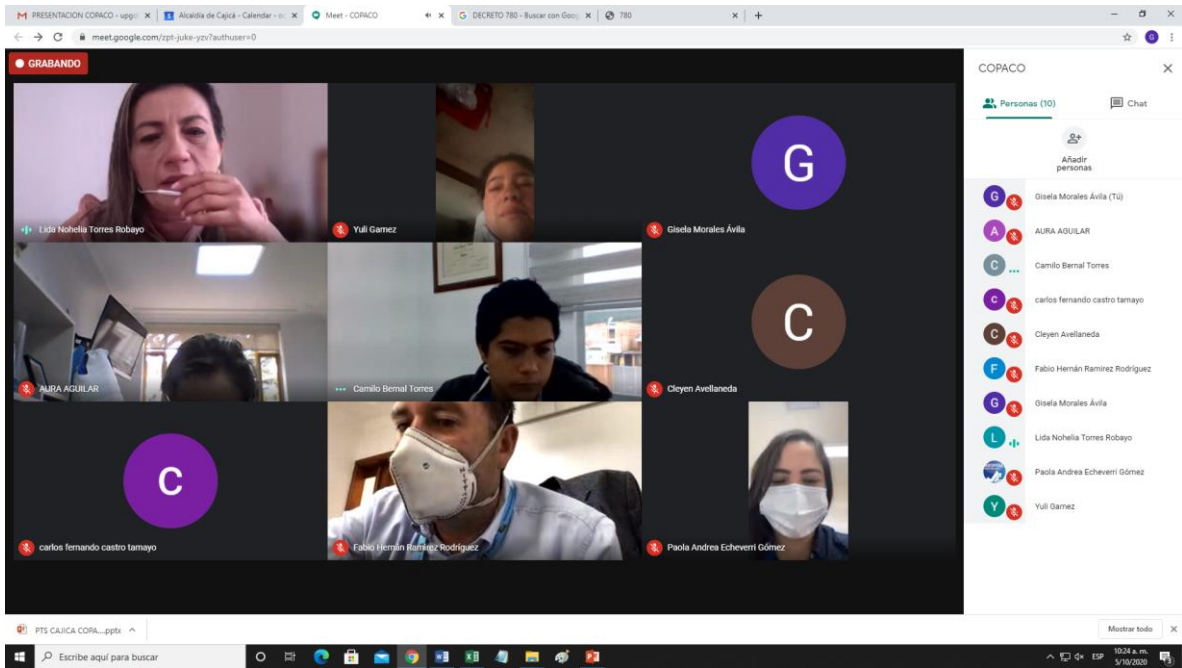 PRESENTACION COPACO - upgd
Alcaldía de Cajicá - Calendar - oc
Meet - COPACO
DECRETO 780 - Buscar con Goog
780
meet.google.com/zpt-juke-yzv?authuser=0
GRABANDO
COPACO
Personas (10)
Chat
Añadir
personas
Gisela Morales Ávila (Tú)
AURA AGUILAR
Camilo Bernal Torres
carlos fernando castro tamayo
Cleyen Avellaneda
Fabio Hernán Ramirez Rodríguez
Gisela Morales Ávila
Lida Nohelia Torres Robayo
Paola Andrea Echeverri Gómez
Yuli Gamez
G
A
C
c
C
F
G
L
Y
Lida Nohelia Torres Robayo
Yuli Gamez
G
Gisela Morales Ávila
AURA AGUILAR
Camilo Bernal Torres
C
Cleyen Avellaneda
C
carlos fernando castro tamayo
Fabio Hernán Ramirez Rodríguez
Paola Andrea Echeverri Gómez
PTS CAJICA COPA....pptx
Mostrar todo
Escribe aquí para buscar
ESP
10:24 a. m.
5/10/2020